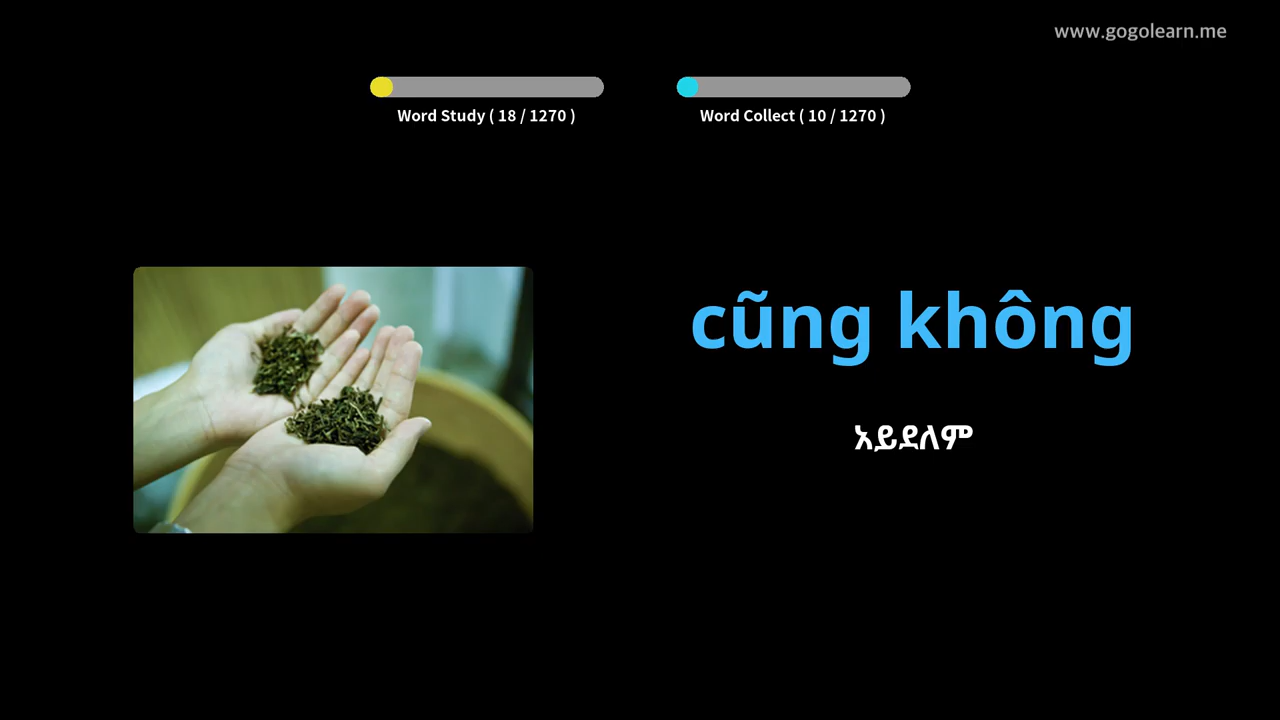 www.gogolearn.me
Word Study ( 18 / 1270 )
Word Collect ( 10 / 1270 )
cũng không
አይደለም